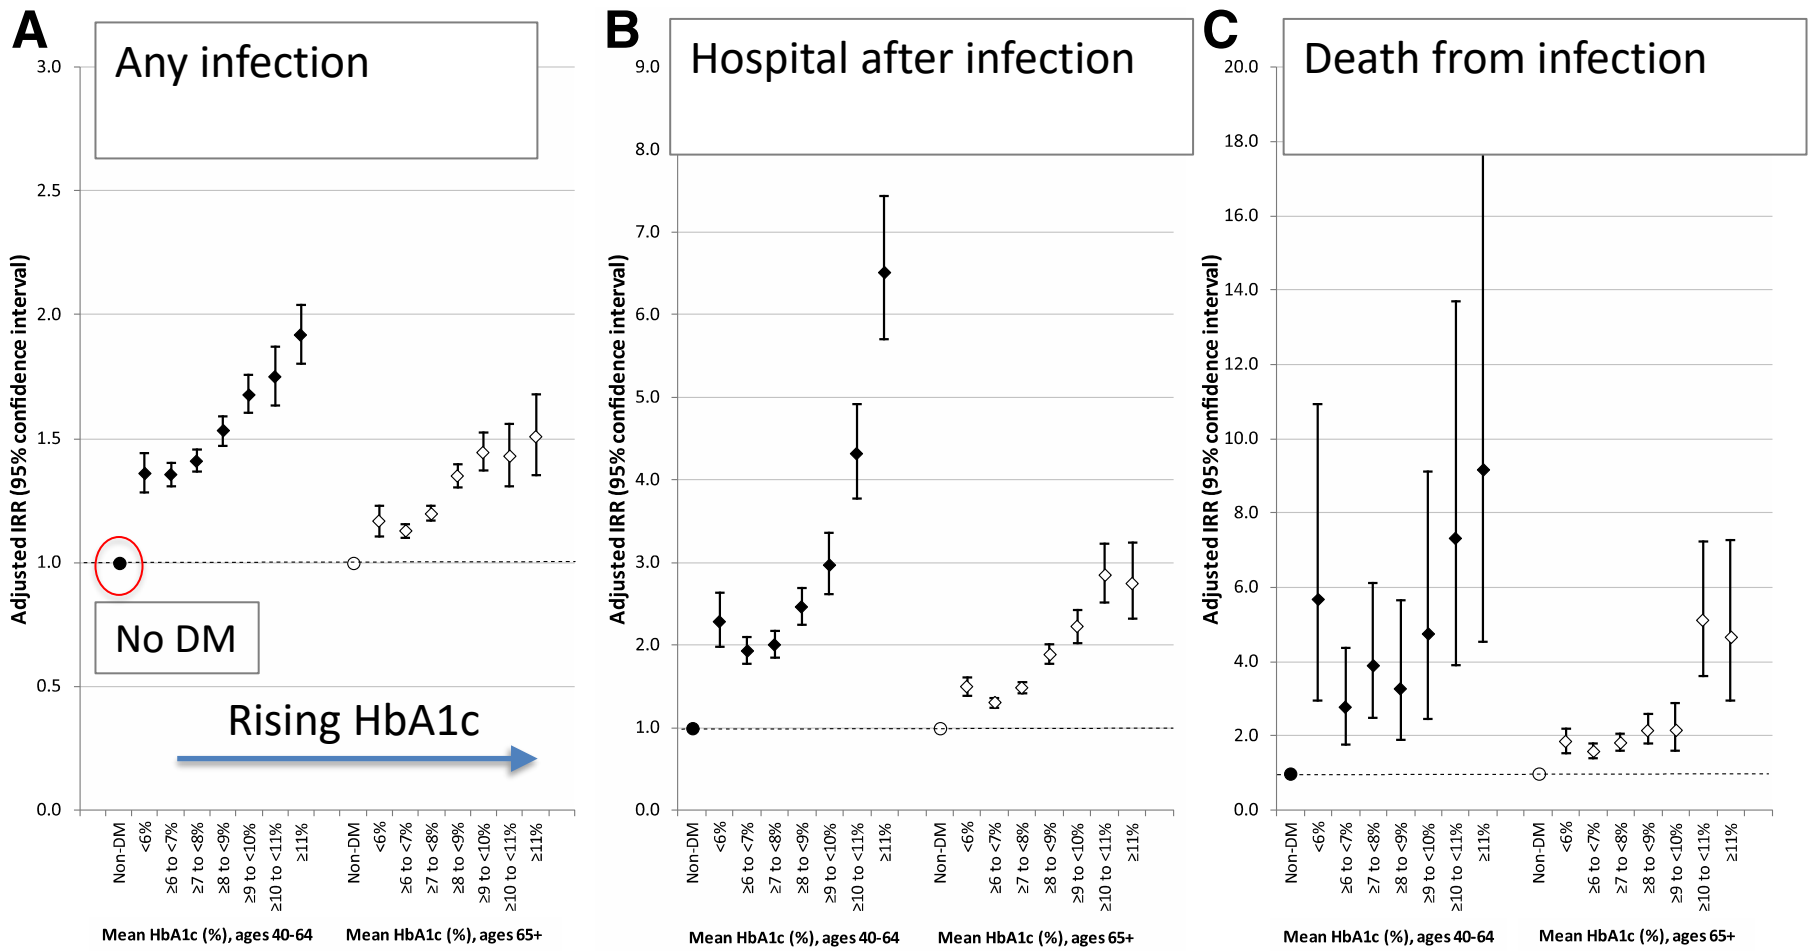 A
Any infection
3.0
2.5
2.0
1.5
1.0
0.5
0.0
Adjusted IRR (95% confidence interval)
No DM
Rising HbA1c
Non-DM
<6%
≥6 to <7%
≥7 to <8%
≥8 to <9%
≥9 to <10%
≥10 to <11%
≥11%
Non-DM
<6%
≥6 to <7%
≥7 to <8%
≥8 to <9%
≥9 to <10%
≥10 to <11%
≥11%
Mean HbA1c (%), ages 40-64
Mean HbA1c (%), ages 65+
B
Hospital after infection
9.0
8.0
7.0
6.0
5.0
4.0
3.0
2.0
1.0
0.0
Adjusted IRR (95% confidence interval)
Non-DM
<6%
≥6 to <7%
≥7 to <8%
≥8 to <9%
≥9 to <10%
≥10 to <11%
≥11%
Non-DM
<6%
≥6 to <7%
≥7 to <8%
≥8 to <9%
≥9 to <10%
≥10 to <11%
≥11%
Mean HbA1c (%), ages 40-64
Mean HbA1c (%), ages 65+
C
Death from infection
20.0
18.0
16.0
14.0
12.0
10.0
8.0
6.0
4.0
2.0
0.0
Adjusted IRR (95% confidence interval)
Non-DM
<6%
≥6 to <7%
≥7 to <8%
≥8 to <9%
≥9 to <10%
≥10 to <11%
≥11%
Non-DM
<6%
≥6 to <7%
≥7 to <8%
≥8 to <9%
≥9 to <10%
≥10 to <11%
≥11%
Mean HbA1c (%), ages 40-64
Mean HbA1c (%), ages 65+